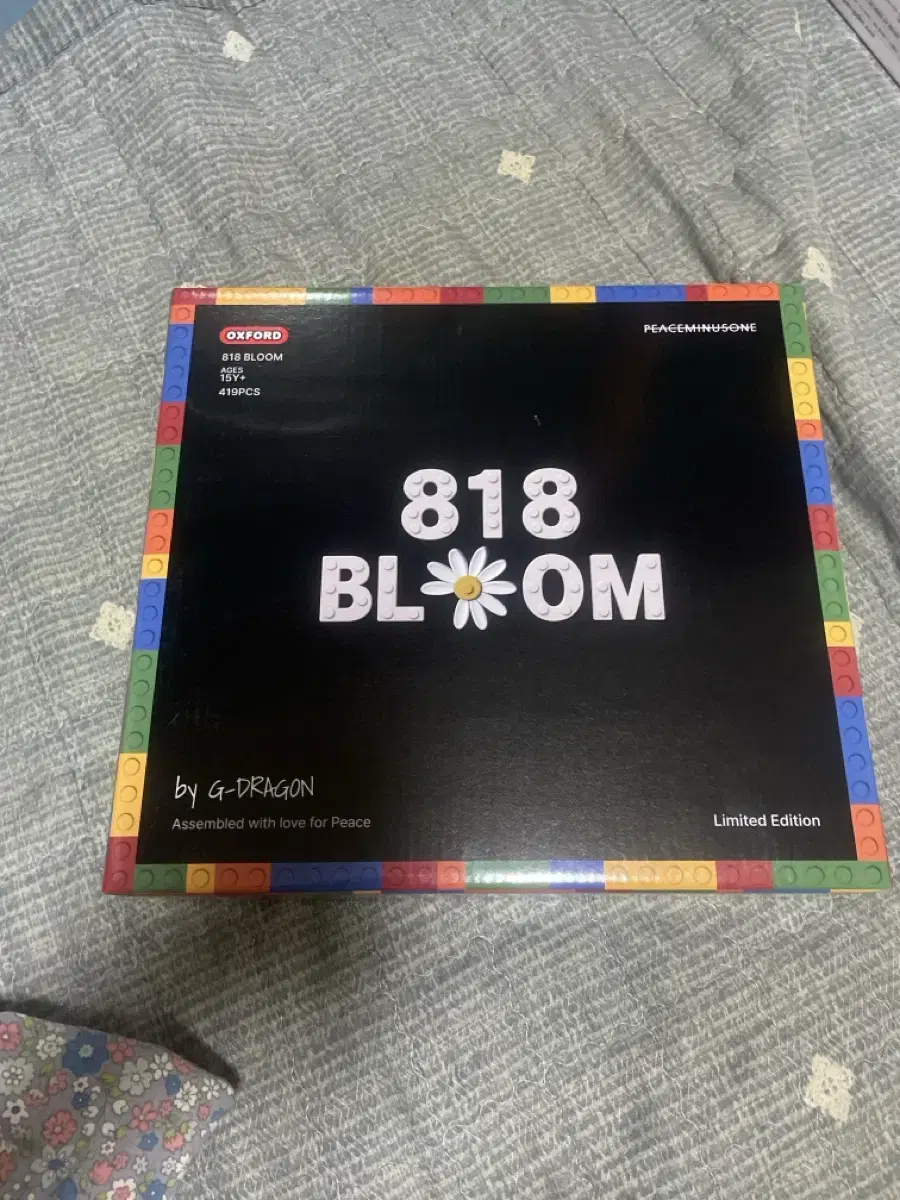 OXFORD
PEACEMINUSONE
818 BLOOM
AGES
15Y+
419PCS
818
BLOOM
by G-DRAGON
Assembled with love for Peace
Limited Edition